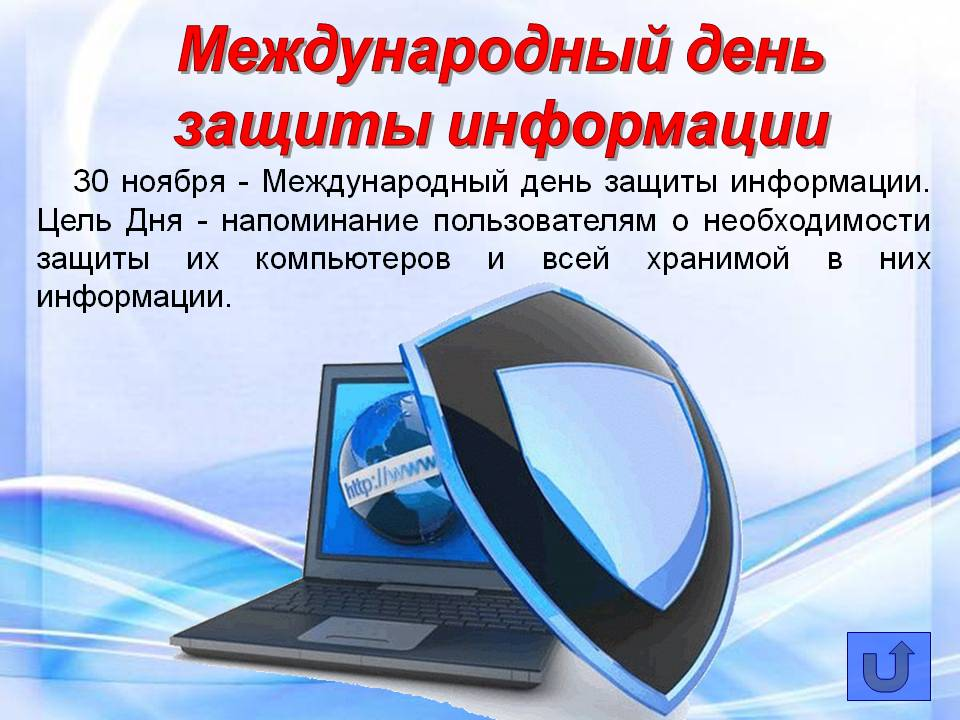 Международный день
защиты информации
30 ноября - Международный день защиты информации.
Цель Дня - напоминание пользователям о необходимости
защиты их компьютеров и всей хранимой в них
информации.
http://www